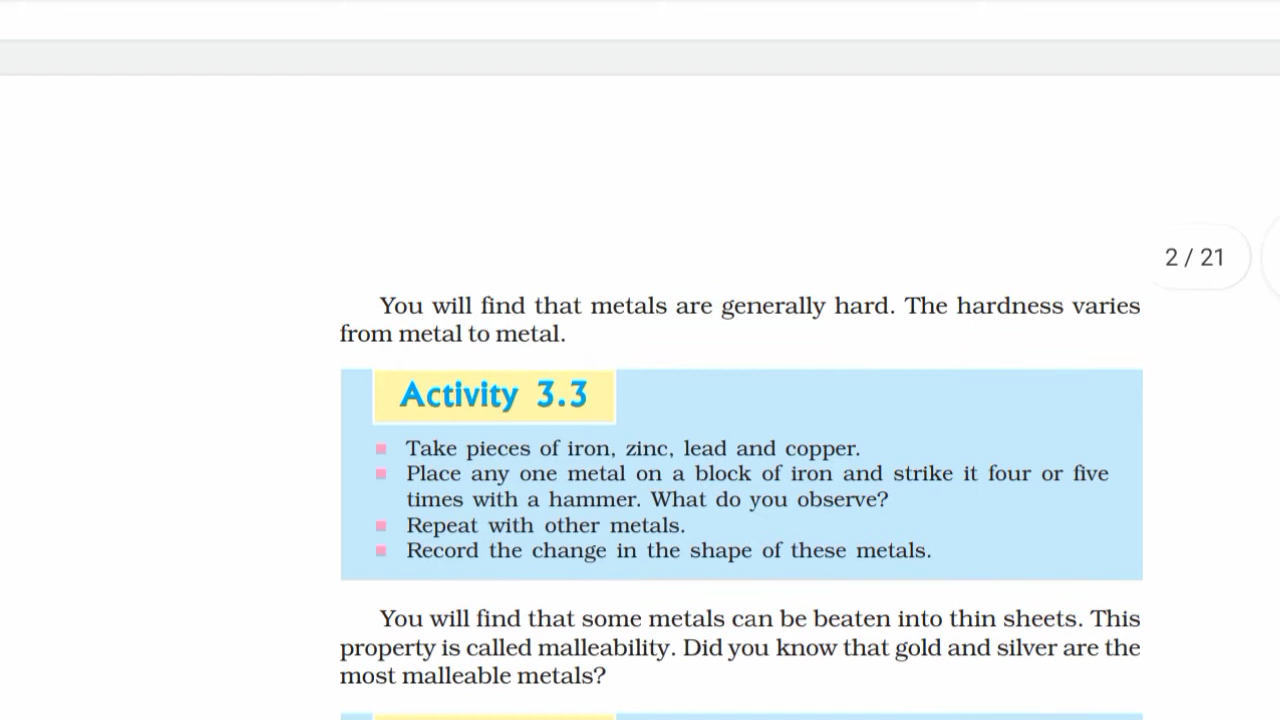 2 / 21
You will find that metals are generally hard. The hardness varies
from metal to metal.
Activity 3.3
Take pieces of iron, zinc, lead and copper.
Place any one metal on a block of iron and strike it four or five
times with a hammer. What do you observe?
Repeat with other metals.
Record the change in the shape of these metals.
You will find that some metals can be beaten into thin sheets. This
property is called malleability. Did you know that gold and silver are the
most malleable metals?